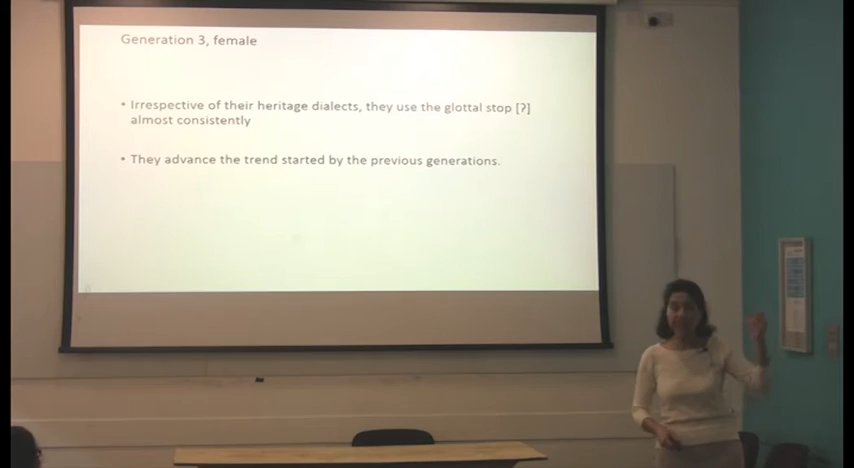 Generation 3, female
• Irrespective of their heritage dialects, they use the glottal stop [ʔ]
almost consistently
• They advance the trend started by the previous generations.